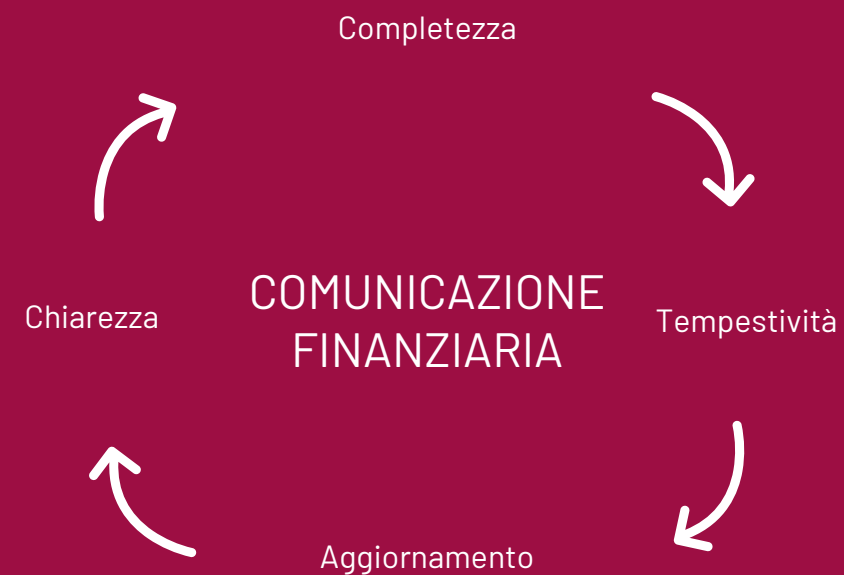 Completezza
Chiarezza
COMUNICAZIONE
FINANZIARIA
Tempestività
Aggiornamento